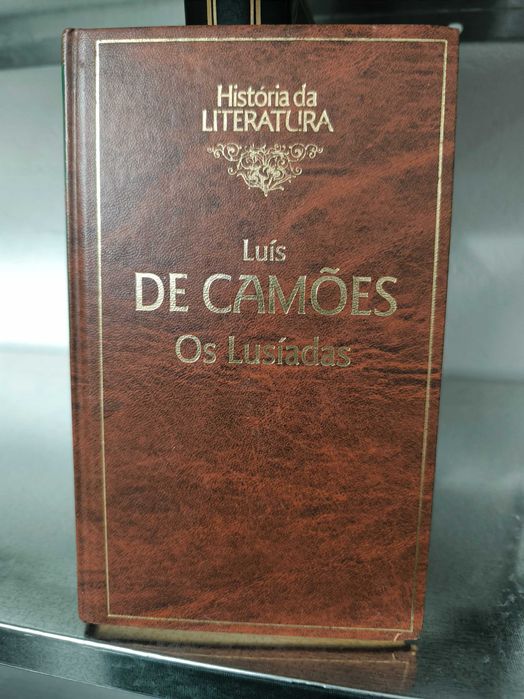 História da
LITERATURA
Luís
DE CAMÕES
Os Lusíadas